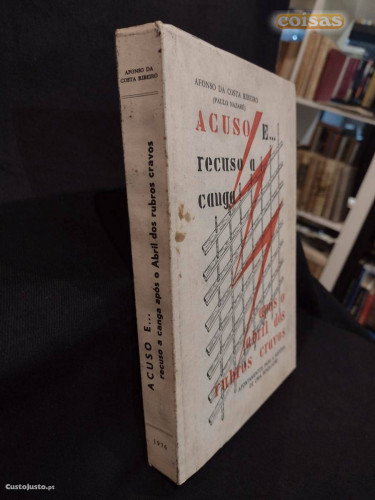 coisas
AFONSO DA
COSTA RIBEIRO
ACUSO E...
recuso a canga após o Abril dos rubros cravos
1976
AFONSO DA COSTA RIBEIRO
(PAULO NAZARÉ)
ACUSO E...
recuso a
canga
após o
abril dos
rubros cravos
CustoJusto.pt